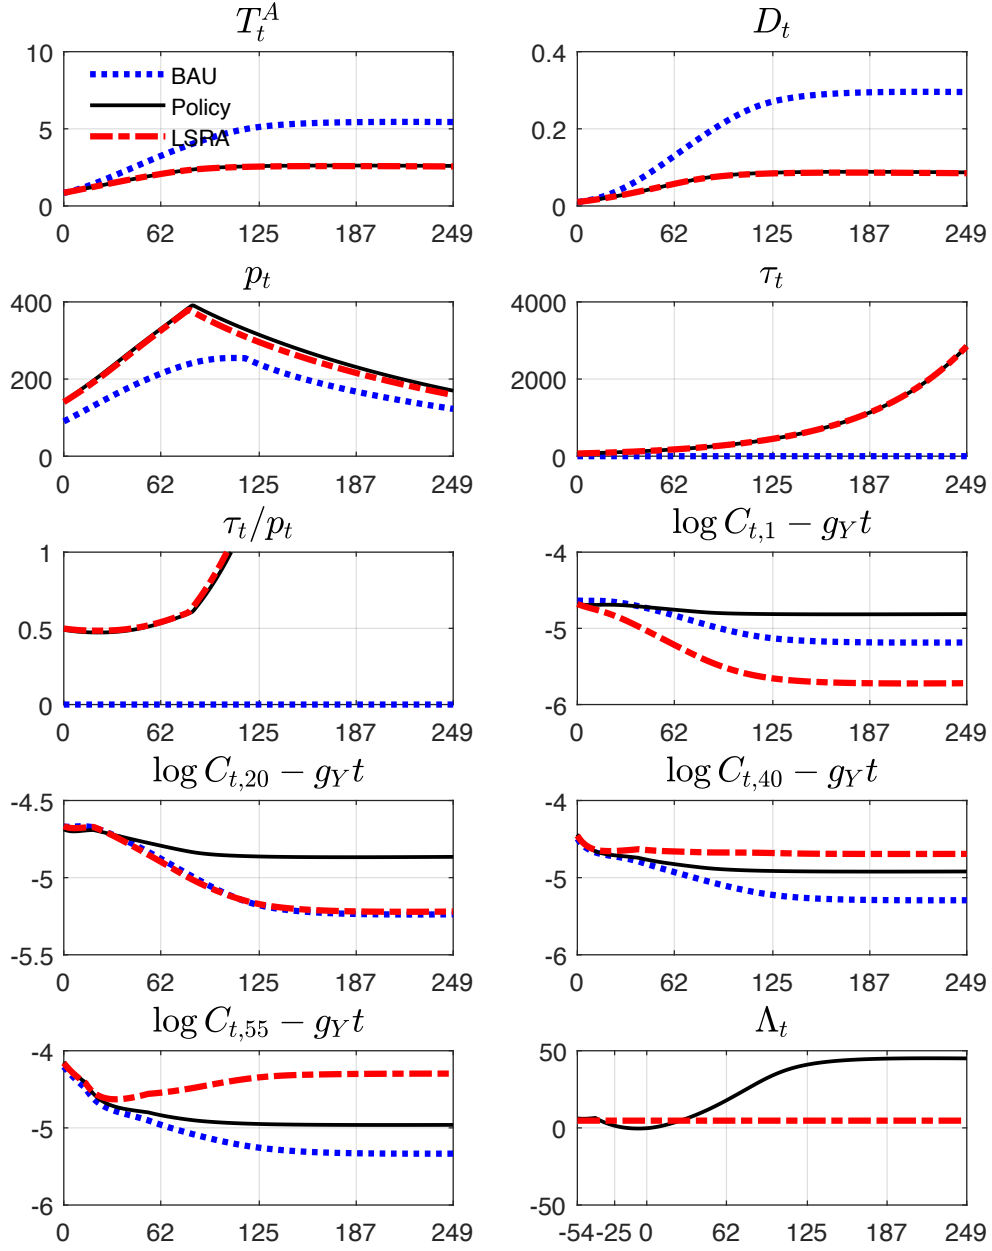 T_t^A
10
5
0
BAU
Policy
LSRA
0 62 125 187 249
D_t
0.4
0.2
0
0 62 125 187 249
p_t
400
200
0
0 62 125 187 249
τ_t
4000
2000
0
0 62 125 187 249
τ_t/p_t
1
0.5
0
0 62 125 187 249
log C_{t,1} − g_Y t
-4
-5
-6
0 62 125 187 249
log C_{t,20} − g_Y t
-4.5
-5
-5.5
0 62 125 187 249
log C_{t,40} − g_Y t
-4
-5
-6
0 62 125 187 249
log C_{t,55} − g_Y t
-4
-5
-6
0 62 125 187 249
Λ_t
50
0
-50
-54 -25 0 62 125 187 249